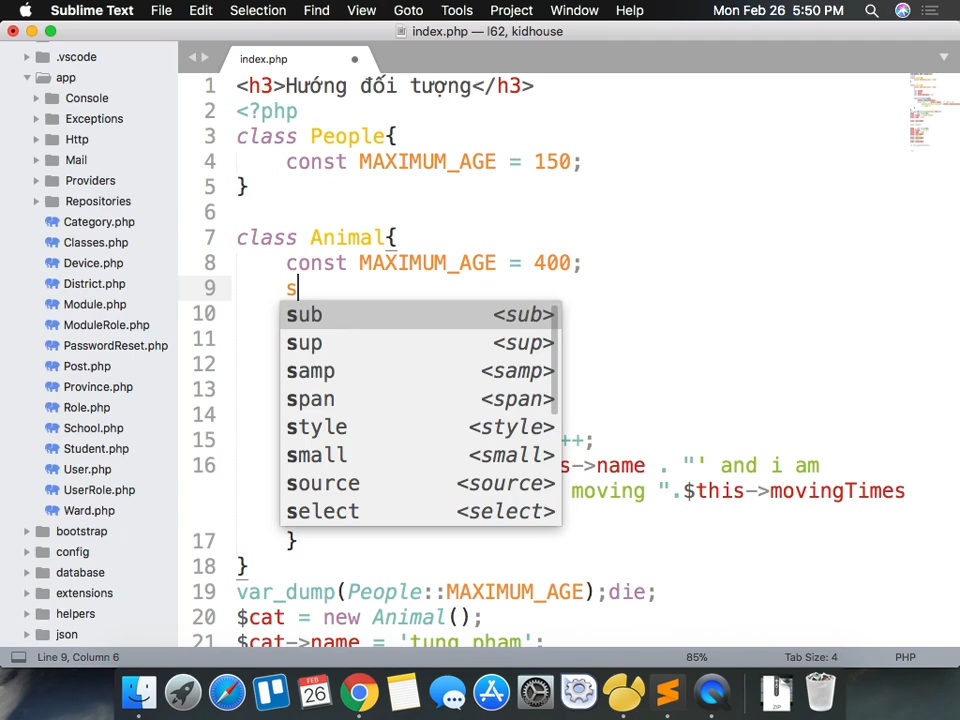 Sublime Text File Edit Selection Find View Goto Tools Project Window Help Mon Feb 26 5:50 PM
index.php — l62, kidhouse
.vscode
app
Console
Exceptions
Http
Mail
Providers
Repositories
Category.php
Classes.php
Device.php
District.php
Module.php
ModuleRole.php
PasswordReset.php
Post.php
Province.php
Role.php
School.php
Student.php
User.php
UserRole.php
Ward.php
bootstrap
config
database
extensions
helpers
json
index.php
1 <h3>Hướng đối tượng</h3>
2 <?php
3 class People{
4 const MAXIMUM_AGE = 150;
5 }
6
7 class Animal{
8 const MAXIMUM_AGE = 400;
9 s
10
11
12
13
14
15 ++;
16 s->name . "' and i am
moving ".$this->movingTimes
17 }
18 }
19 var_dump(People::MAXIMUM_AGE);die;
20 $cat = new Animal();
21 $cat->name = 'tung pham';
sub <sub>
sup <sup>
samp <samp>
span <span>
style <style>
small <small>
source <source>
select <select>
Line 9, Column 6 85% Tab Size: 4 PHP
FEB
26
ZIP